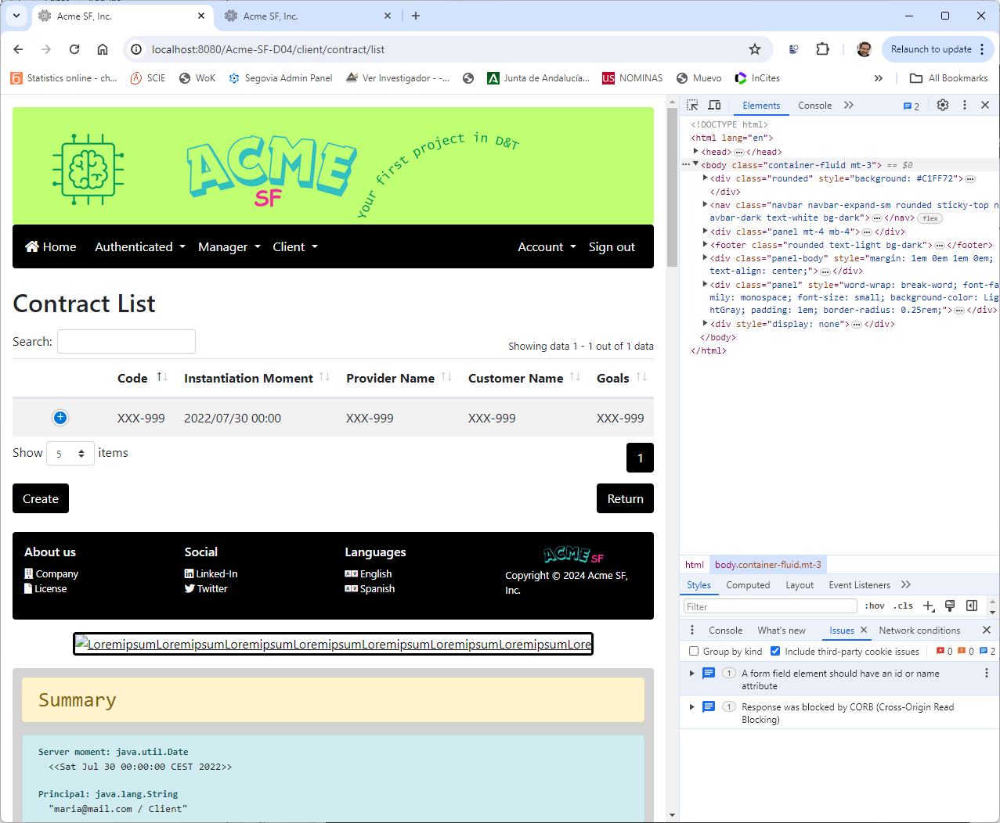 Acme SF, Inc.
Acme SF, Inc.
localhost:8080/Acme-SF-D04/client/contract/list
Relaunch to update
Statistics online - ch...
SCIE
WoK
Segovia Admin Panel
Ver Investigador - -...
Junta de Andalucía...
NOMINAS
Muevo
InCites
All Bookmarks
ACME
SF
Your first project in D&T
Home
Authenticated
Manager
Client
Account
Sign out
Contract List
Search:
Showing data 1 - 1 out of 1 data
Code
Instantiation Moment
Provider Name
Customer Name
Goals
XXX-999
2022/07/30 00:00
XXX-999
XXX-999
XXX-999
Show 5 items
1
Create
Return
About us
Company
License
Social
Linked-In
Twitter
Languages
English
Spanish
ACME SF
Copyright © 2024 Acme SF,
Inc.
LoremipsumLoremipsumLoremipsumLoremipsumLoremipsumLoremipsumLoremipsumLore
Summary
Server moment: java.util.Date
<<Sat Jul 30 00:00:00 CEST 2022>>
Principal: java.lang.String
"maria@mail.com / Client"
Elements
Console
2
<!DOCTYPE html>
<html lang="en">
<head>…</head>
<body class="container-fluid mt-3"> == $0
<div class="rounded" style="background: #C1FF72">…
</div>
<nav class="navbar navbar-expand-sm rounded sticky-top n
avbar-dark text-white bg-dark">…</nav> flex
<div class="panel mt-4 mb-4">…</div>
<footer class="rounded text-light bg-dark">…</footer>
<div class="panel-body" style="margin: 1em 0em 1em 0em;
text-align: center;">…</div>
<div class="panel" style="word-wrap: break-word; font-fa
mily: monospace; font-size: small; background-color: Lig
htGray; padding: 1em; border-radius: 0.25rem;">…</div>
<div style="display: none">…</div>
</body>
</html>
html
body.container-fluid.mt-3
Styles
Computed
Layout
Event Listeners
Filter
:hov
.cls
Console
What's new
Issues
Network conditions
Group by kind
Include third-party cookie issues
0
0
2
1
A form field element should have an id or name
attribute
1
Response was blocked by CORB (Cross-Origin Read
Blocking)